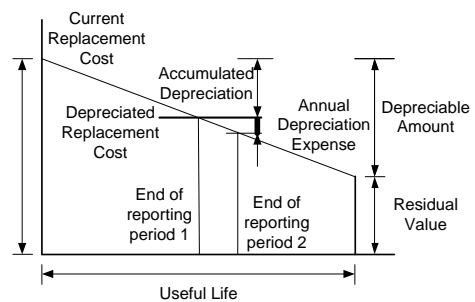 Current
Replacement
Cost
Accumulated
Depreciation
Depreciated
Replacement
Cost
Annual
Depreciation
Expense
Depreciable
Amount
End of
reporting
period 1
End of
reporting
period 2
Residual
Value
Useful Life